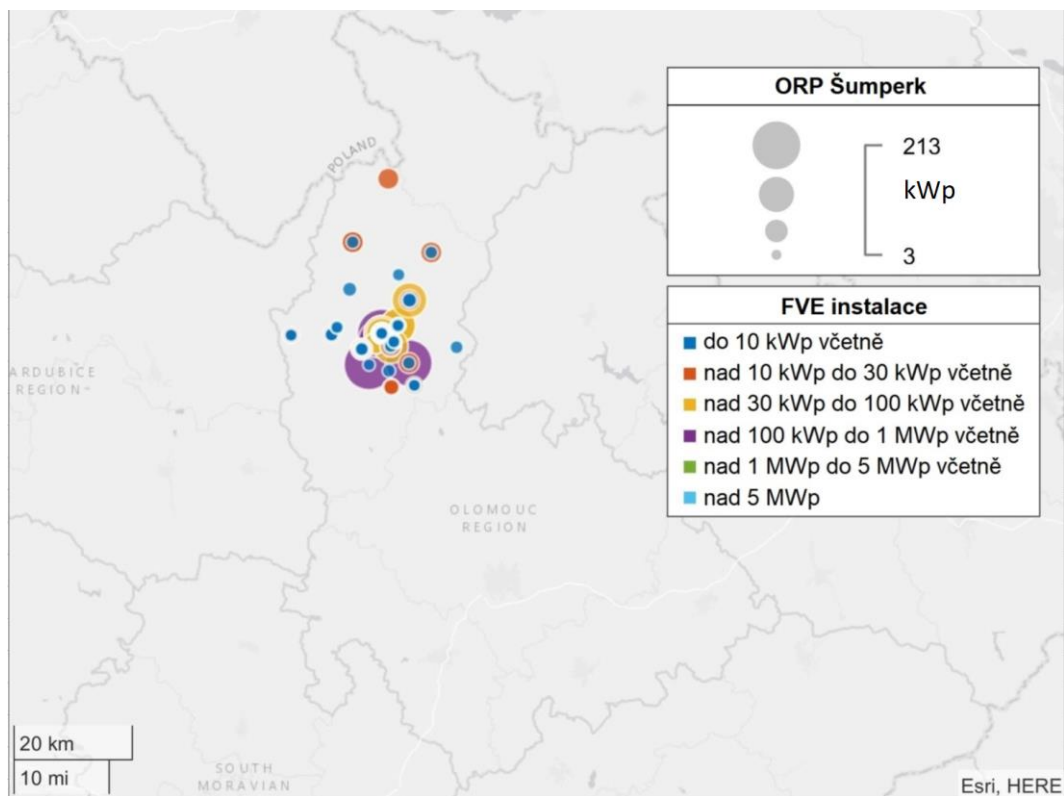 POLAND
ARDUBICE
REGION
OLOMOUC
REGION
SOUTH
MORAVIAN
ORP Šumperk
213
kWp
3
FVE instalace
do 10 kWp včetně
nad 10 kWp do 30 kWp včetně
nad 30 kWp do 100 kWp včetně
nad 100 kWp do 1 MWp včetně
nad 1 MWp do 5 MWp včetně
nad 5 MWp
20 km
10 mi
Esri, HERE